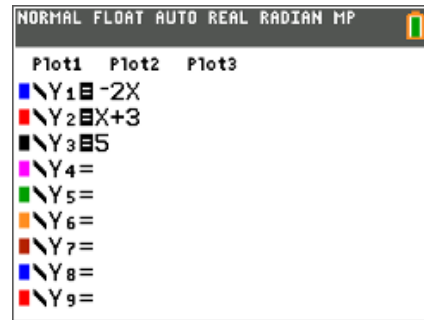 NORMAL FLOAT AUTO REAL RADIAN MP
Plot1 Plot2 Plot3
\Y1=-2X
\Y2=X+3
\Y3=5
\Y4=
\Y5=
\Y6=
\Y7=
\Y8=
\Y9=